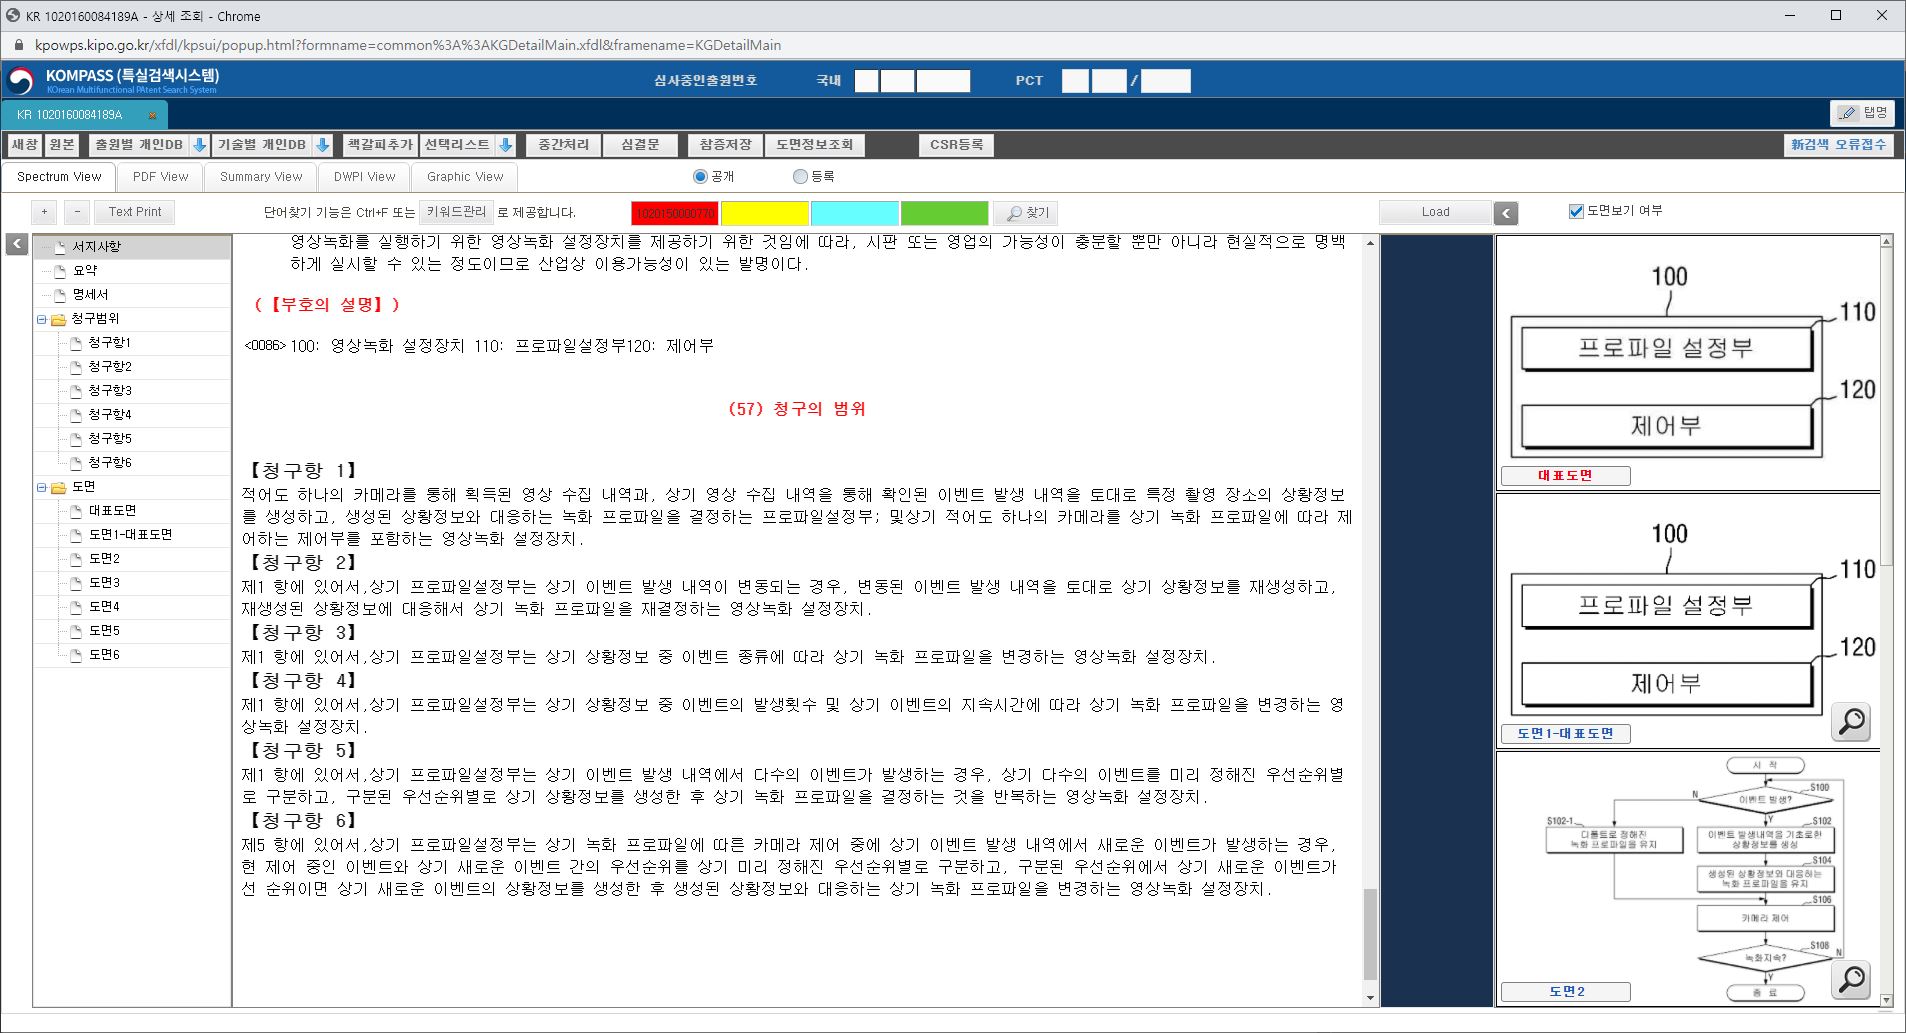 KR 1020160084189A - 상세 조회 - Chrome
kpowps.kipo.go.kr/xfdl/kpsui/popup.html?formname=common%3A%3AKGDetailMain.xfdl&framename=KGDetailMain
KOMPASS (특실검색시스템)
KOrean Multifunctional PAtent Search System
심사중인출원번호 국내 PCT /
KR 1020160084189A
탭명
새창 원본 출원별 개인DB 기술별 개인DB 책갈피추가 선택리스트 중간처리 심결문 참증저장 도면정보조회 CSR등록 新검색 오류접수
Spectrum View PDF View Summary View DWPI View Graphic View 공개 등록
+ - Text Print 단어찾기 기능은 Ctrl+F 또는 키워드관리 로 제공합니다. 1020150000770 찾기 Load 도면보기 여부
서지사항
요약
명세서
청구범위
청구항1
청구항2
청구항3
청구항4
청구항5
청구항6
도면
대표도면
도면1-대표도면
도면2
도면3
도면4
도면5
도면6
영상녹화를 실행하기 위한 영상녹화 설정장치를 제공하기 위한 것임에 따라, 시판 또는 영업의 가능성이 충분할 뿐만 아니라 현실적으로 명백
하게 실시할 수 있는 정도이므로 산업상 이용가능성이 있는 발명이다.
(【부호의 설명】)
<0086> 100: 영상녹화 설정장치 110: 프로파일설정부120: 제어부
(57) 청구의 범위
【청구항 1】
적어도 하나의 카메라를 통해 획득된 영상 수집 내역과, 상기 영상 수집 내역을 통해 확인된 이벤트 발생 내역을 토대로 특정 촬영 장소의 상황정보
를 생성하고, 생성된 상황정보와 대응하는 녹화 프로파일을 결정하는 프로파일설정부; 및상기 적어도 하나의 카메라를 상기 녹화 프로파일에 따라 제
어하는 제어부를 포함하는 영상녹화 설정장치.
【청구항 2】
제1 항에 있어서,상기 프로파일설정부는 상기 이벤트 발생 내역이 변동되는 경우, 변동된 이벤트 발생 내역을 토대로 상기 상황정보를 재생성하고,
재생성된 상황정보에 대응해서 상기 녹화 프로파일을 재결정하는 영상녹화 설정장치.
【청구항 3】
제1 항에 있어서,상기 프로파일설정부는 상기 상황정보 중 이벤트 종류에 따라 상기 녹화 프로파일을 변경하는 영상녹화 설정장치.
【청구항 4】
제1 항에 있어서,상기 프로파일설정부는 상기 상황정보 중 이벤트의 발생횟수 및 상기 이벤트의 지속시간에 따라 상기 녹화 프로파일을 변경하는 영
상녹화 설정장치.
【청구항 5】
제1 항에 있어서,상기 프로파일설정부는 상기 이벤트 발생 내역에서 다수의 이벤트가 발생하는 경우, 상기 다수의 이벤트를 미리 정해진 우선순위별
로 구분하고, 구분된 우선순위별로 상기 상황정보를 생성한 후 상기 녹화 프로파일을 결정하는 것을 반복하는 영상녹화 설정장치.
【청구항 6】
제5 항에 있어서,상기 프로파일설정부는 상기 녹화 프로파일에 따른 카메라 제어 중에 상기 이벤트 발생 내역에서 새로운 이벤트가 발생하는 경우,
현 제어 중인 이벤트와 상기 새로운 이벤트 간의 우선순위를 상기 미리 정해진 우선순위별로 구분하고, 구분된 우선순위에서 상기 새로운 이벤트가
선 순위이면 상기 새로운 이벤트의 상황정보를 생성한 후 생성된 상황정보와 대응하는 상기 녹화 프로파일을 변경하는 영상녹화 설정장치.
100
110
프로파일 설정부
120
제어부
대표도면
100
110
프로파일 설정부
120
제어부
도면1-대표도면
시 작
S100
이벤트 발생?
N
Y
S102-1
S102
디폴트로 정해진
녹화 프로파일을 유지
이벤트 발생내역을 기초로한
상황정보를 생성
S104
생성된 상황정보와 대응하는
녹화 프로파일을 유지
S106
카메라 제어
S108
녹화지속?
N
Y
종 료
도면2